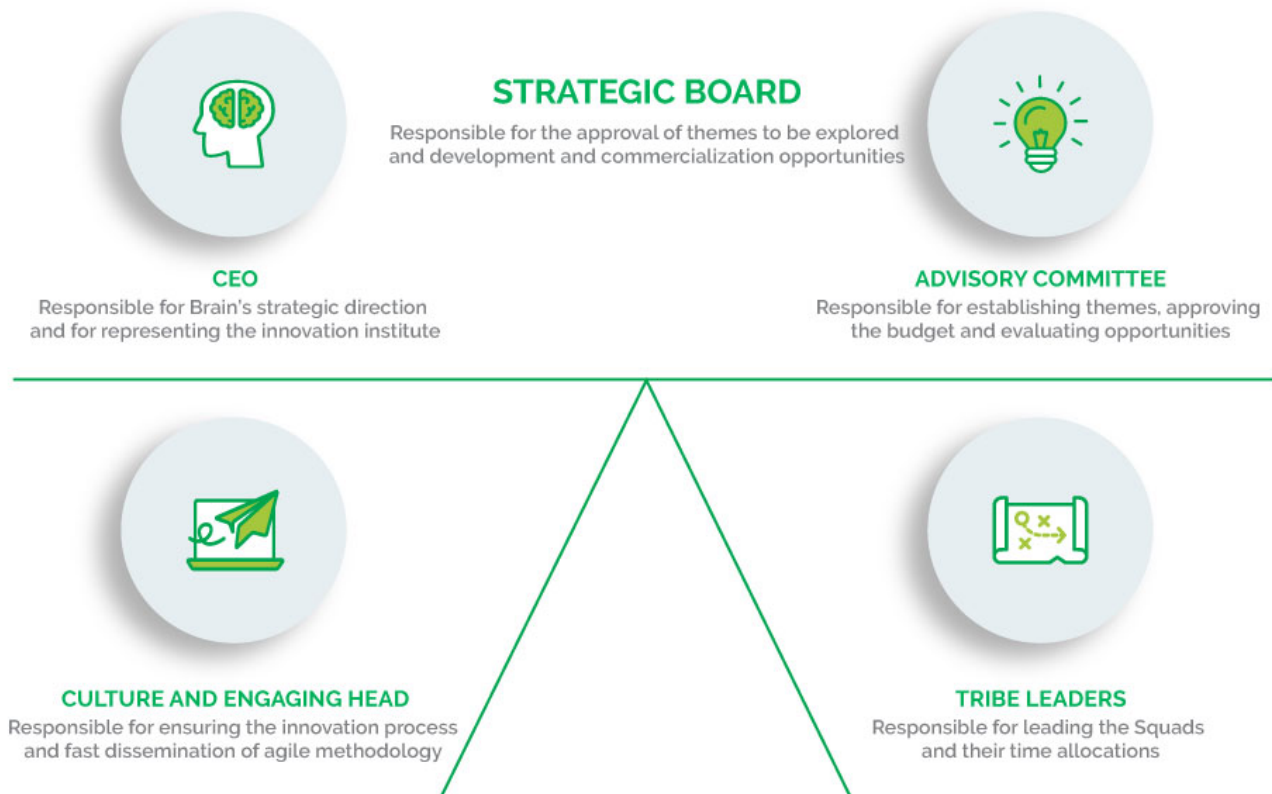 STRATEGIC BOARD
Responsible for the approval of themes to be explored
and development and commercialization opportunities
CEO
Responsible for Brain's strategic direction
and for representing the innovation institute
ADVISORY COMMITTEE
Responsible for establishing themes, approving
the budget and evaluating opportunities
CULTURE AND ENGAGING HEAD
Responsible for ensuring the innovation process
and fast dissemination of agile methodology
TRIBE LEADERS
Responsible for leading the Squads
and their time allocations